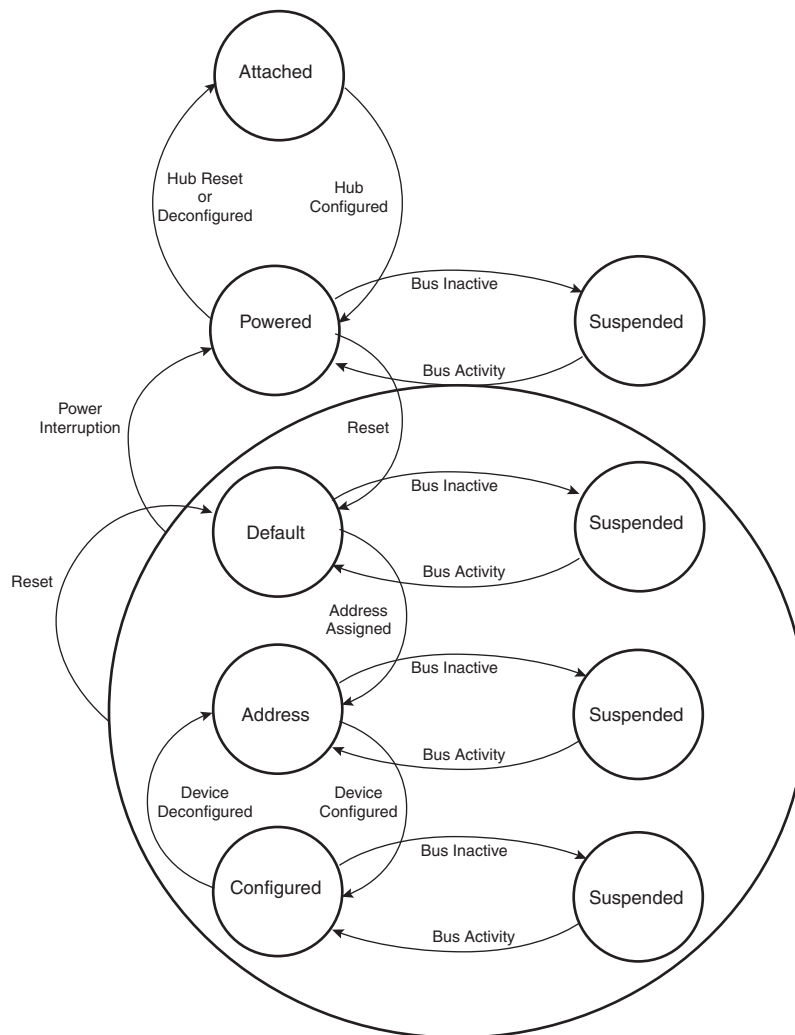 Attached
Hub Reset
or
Deconfigured
Hub
Configured
Powered
Bus Inactive
Suspended
Bus Activity
Power
Interruption
Reset
Default
Bus Inactive
Suspended
Bus Activity
Reset
Address
Assigned
Address
Bus Inactive
Suspended
Bus Activity
Device
Deconfigured
Device
Configured
Configured
Bus Inactive
Suspended
Bus Activity